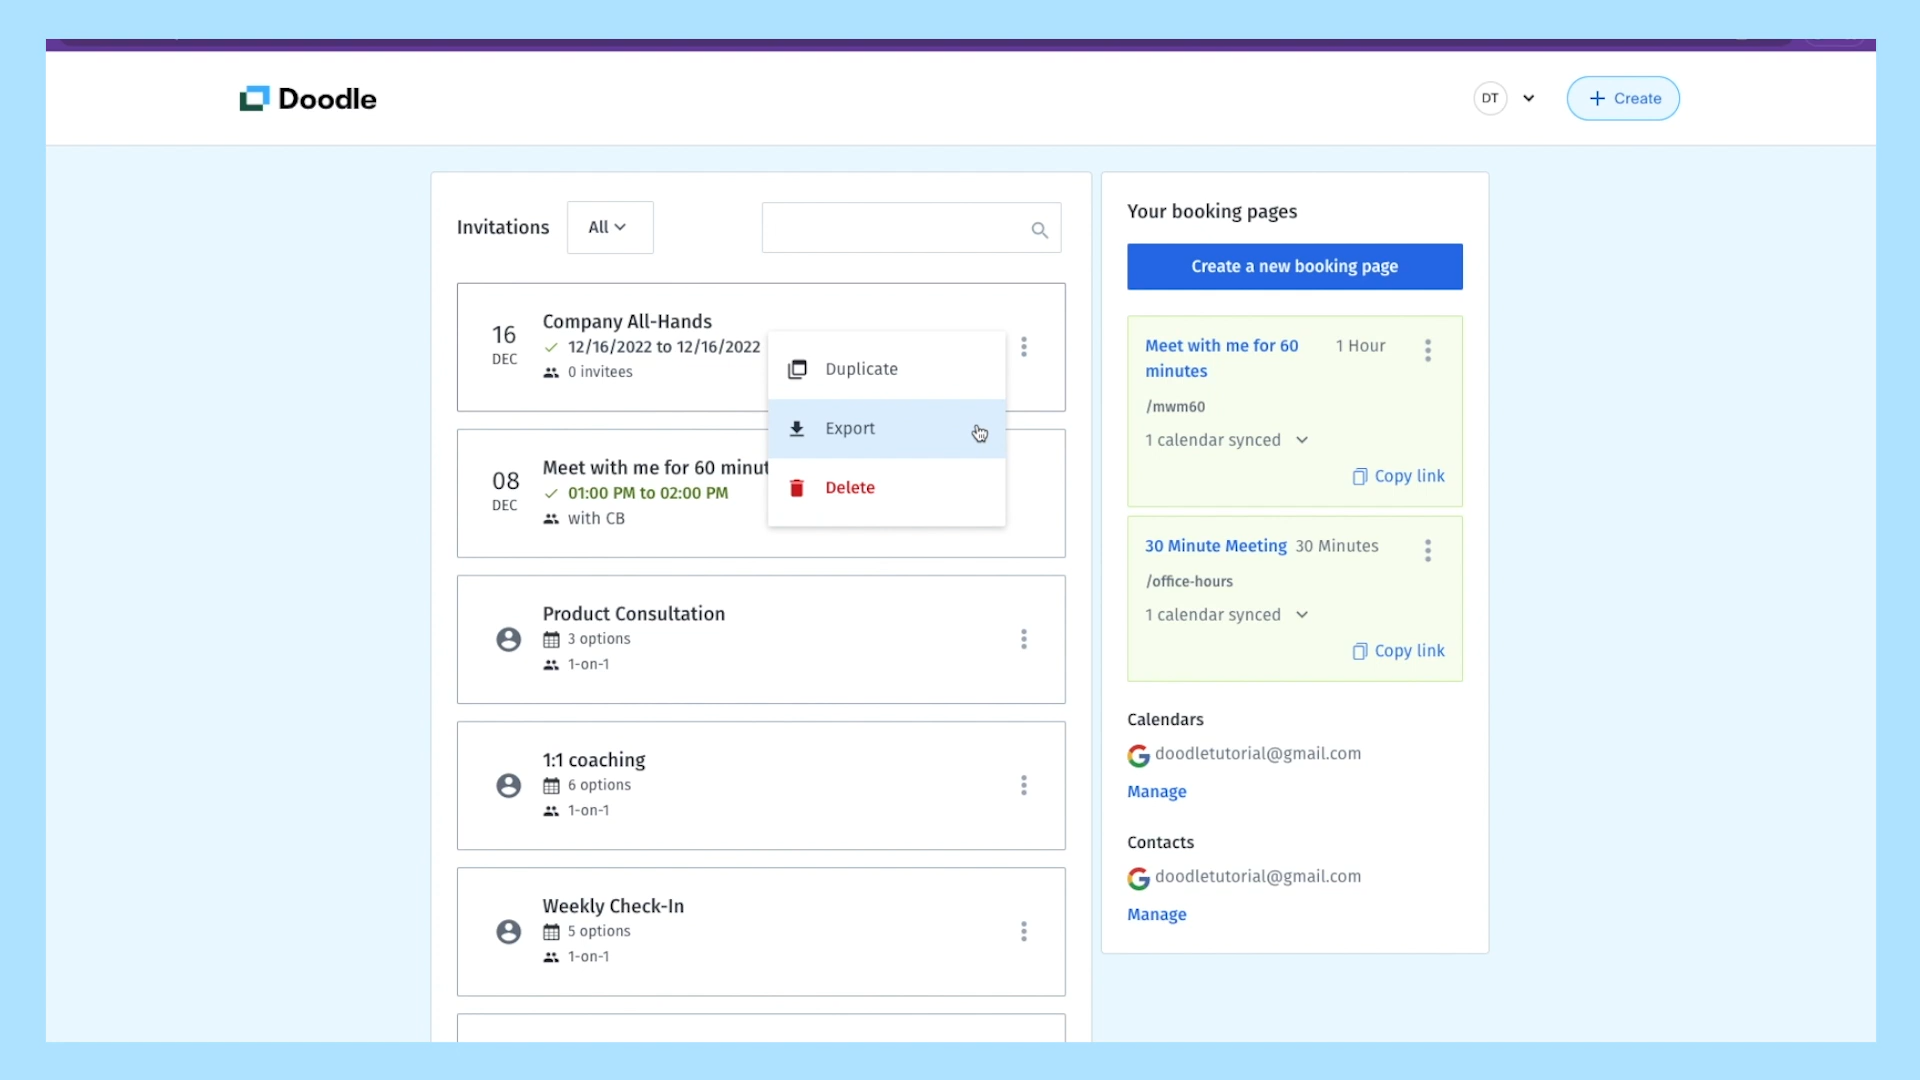 Doodle
DT
Create
Invitations
All
Company All-Hands
16
DEC
12/16/2022 to 12/16/2022
0 invitees
Duplicate
Export
Delete
Meet with me for 60 minut
08
DEC
01:00 PM to 02:00 PM
with CB
Product Consultation
3 options
1-on-1
1:1 coaching
6 options
1-on-1
Weekly Check-In
5 options
1-on-1
Your booking pages
Create a new booking page
Meet with me for 60
minutes
1 Hour
/mwm60
1 calendar synced
Copy link
30 Minute Meeting 30 Minutes
/office-hours
1 calendar synced
Copy link
Calendars
doodletutorial@gmail.com
Manage
Contacts
doodletutorial@gmail.com
Manage